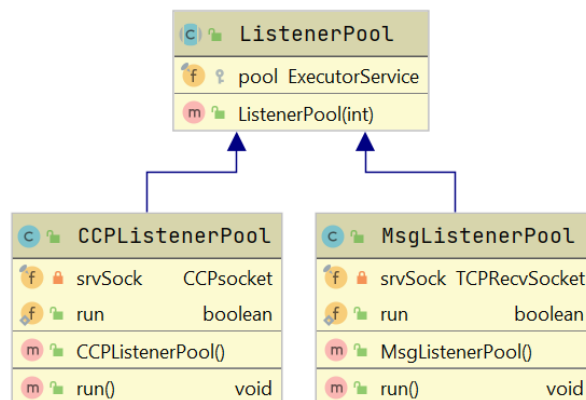 ListenerPool
pool ExecutorService
ListenerPool(int)
CCPListenerPool
srvSock CCPsocket
run boolean
CCPListenerPool()
run() void
MsgListenerPool
srvSock TCPRecvSocket
run boolean
MsgListenerPool()
run() void